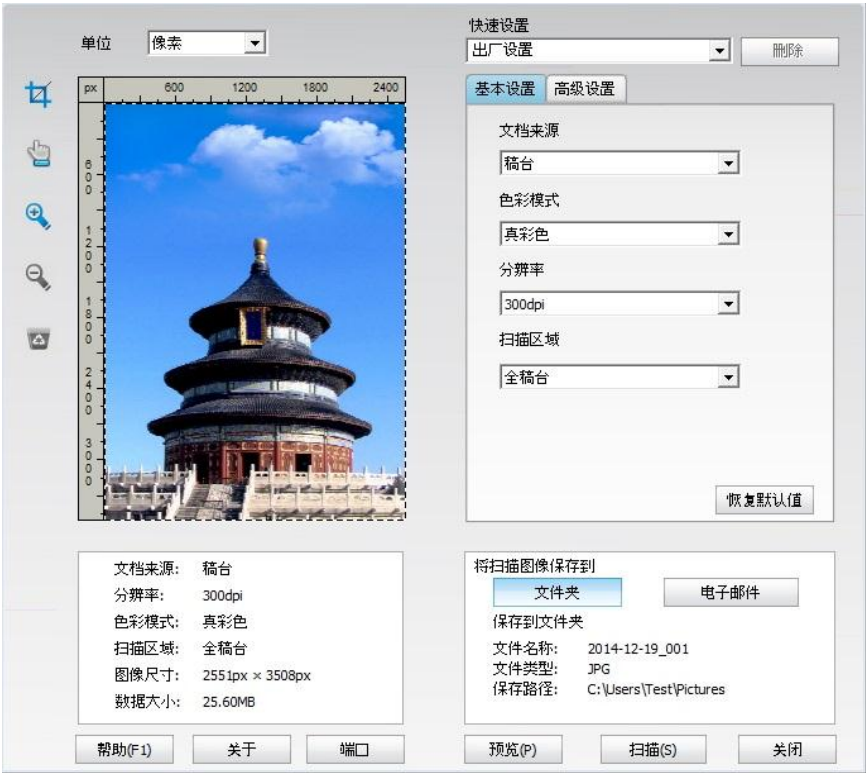 单位
像素
快速设置
出厂设置
删除
px
600
1200
1800
2400
600
1200
1800
2400
3000
基本设置
高级设置
文档来源
稿台
色彩模式
真彩色
分辨率
300dpi
扫描区域
全稿台
恢复默认值
文档来源: 稿台
分辨率: 300dpi
色彩模式: 真彩色
扫描区域: 全稿台
图像尺寸: 2551px × 3508px
数据大小: 25.60MB
将扫描图像保存到
文件夹
电子邮件
保存到文件夹
文件名称: 2014-12-19_001
文件类型: JPG
保存路径: C:\Users\Test\Pictures
帮助(F1)
关于
端口
预览(P)
扫描(S)
关闭